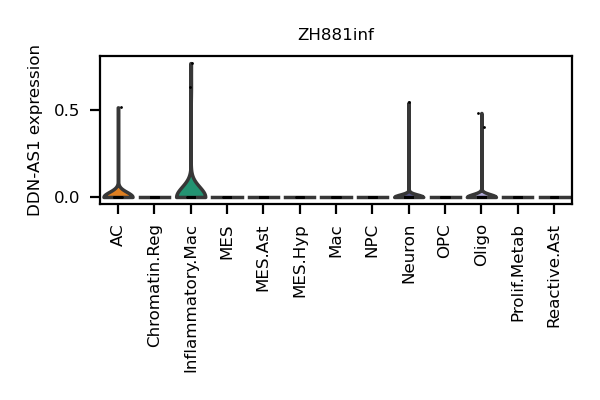 ZH881inf
DDN-AS1 expression
0.5
0.0
AC
Chromatin.Reg
Inflammatory.Mac
MES
MES.Ast
MES.Hyp
Mac
NPC
Neuron
OPC
Oligo
Prolif.Metab
Reactive.Ast